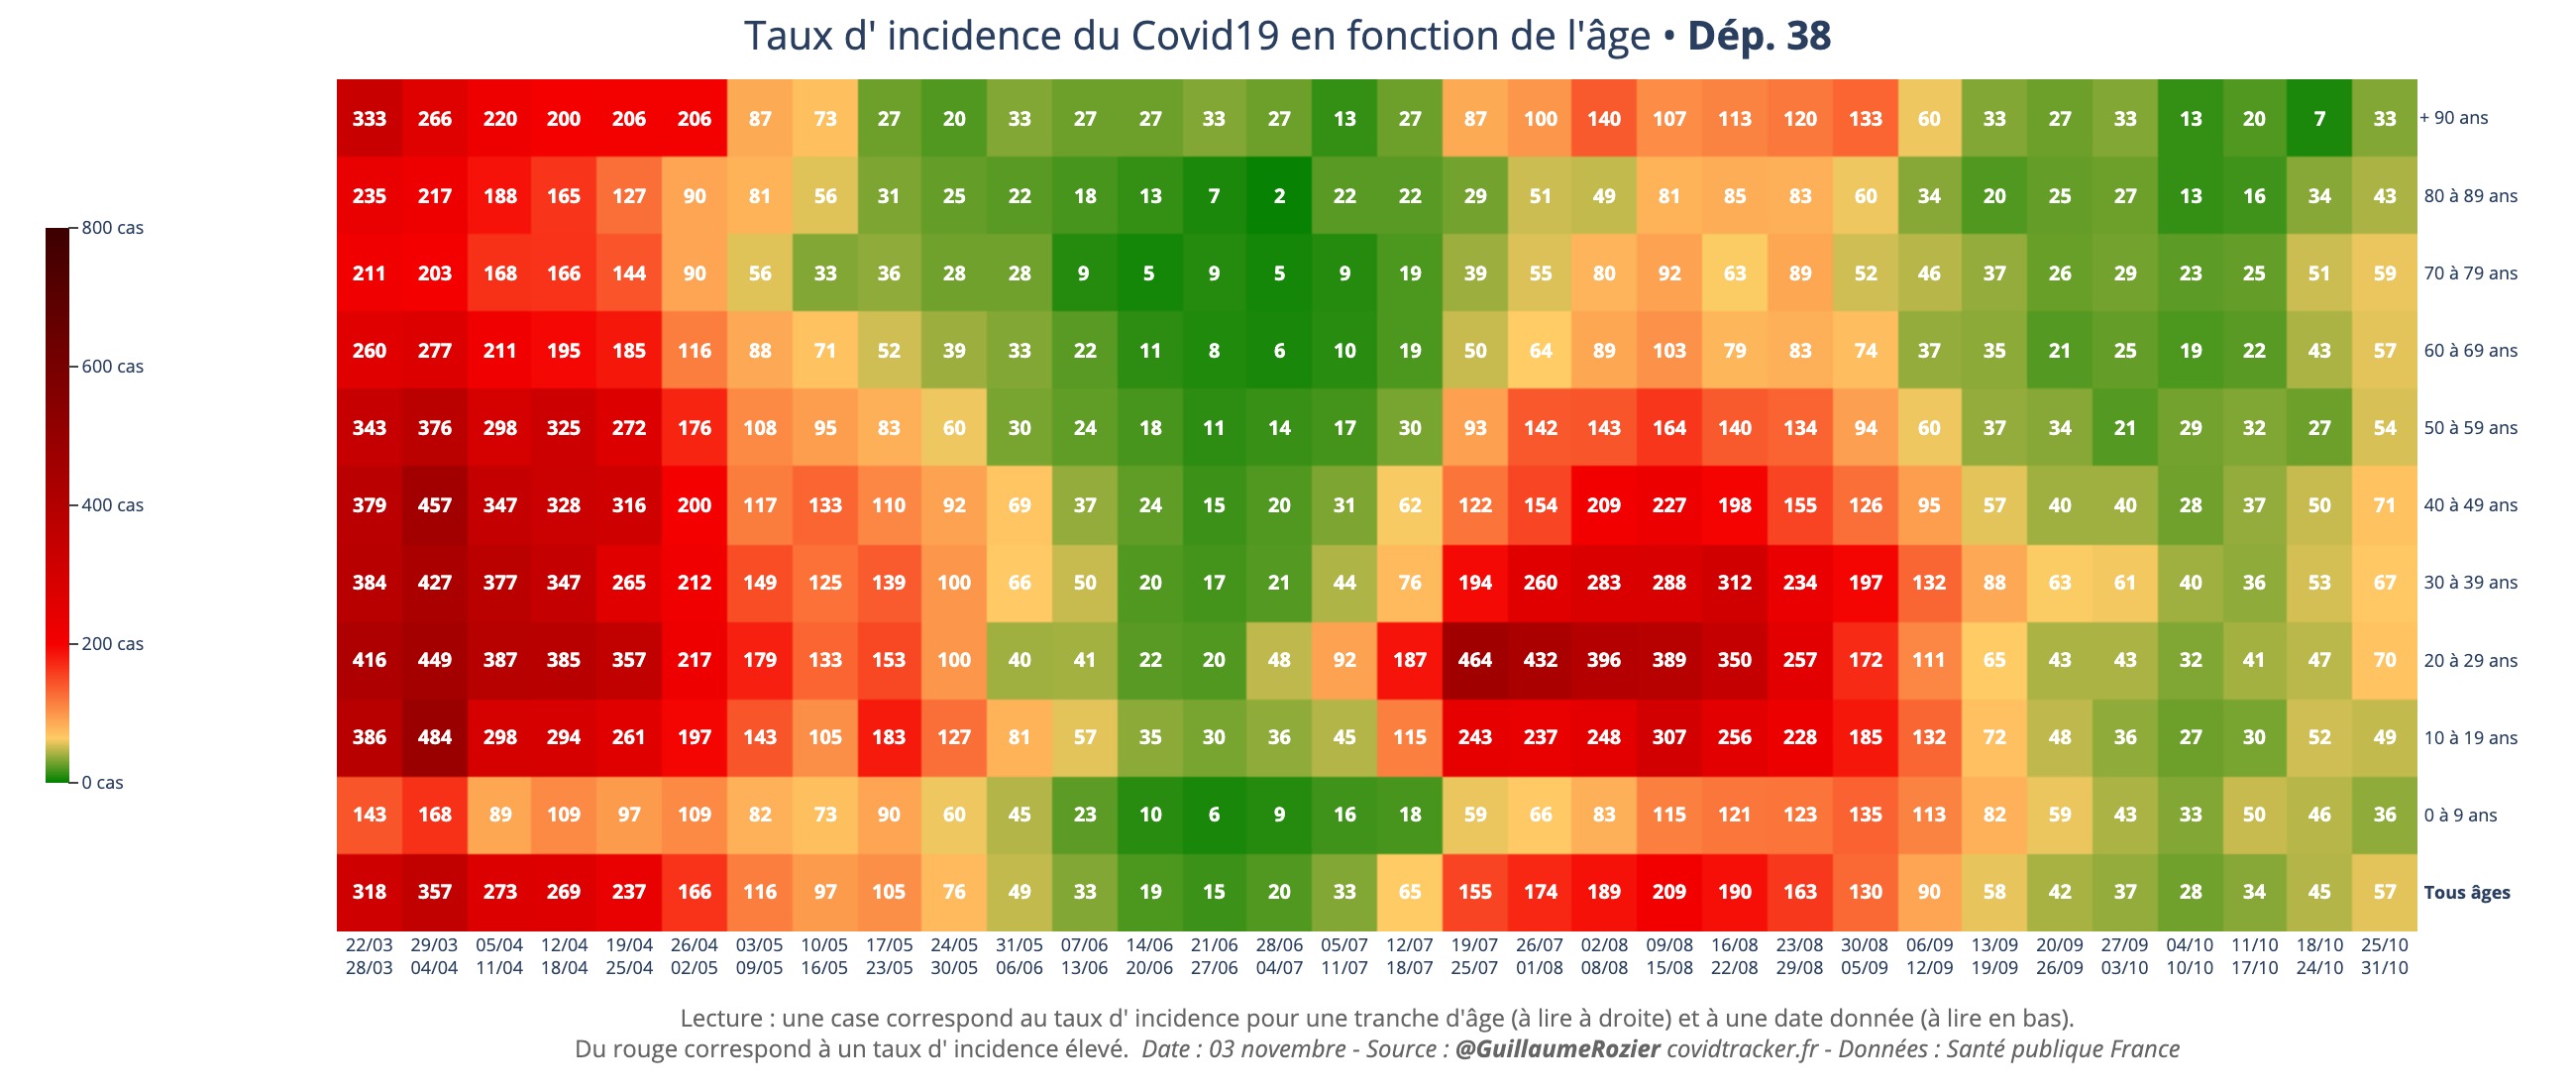 Taux d' incidence du Covid19 en fonction de l'âge • Dép. 38
800 cas
600 cas
400 cas
200 cas
0 cas
333 266 220 200 206 206 87 73 27 20 33 27 27 33 27 13 27 87 100 140 107 113 120 133 60 33 27 33 13 20 7 33 + 90 ans
235 217 188 165 127 90 81 56 31 25 22 18 13 7 2 22 22 29 51 49 81 85 83 60 34 20 25 27 13 16 34 43 80 à 89 ans
211 203 168 166 144 90 56 33 36 28 28 9 5 9 5 9 19 39 55 80 92 63 89 52 46 37 26 29 23 25 51 59 70 à 79 ans
260 277 211 195 185 116 88 71 52 39 33 22 11 8 6 10 19 50 64 89 103 79 83 74 37 35 21 25 19 22 43 57 60 à 69 ans
343 376 298 325 272 176 108 95 83 60 30 24 18 11 14 17 30 93 142 143 164 140 134 94 60 37 34 21 29 32 27 54 50 à 59 ans
379 457 347 328 316 200 117 133 110 92 69 37 24 15 20 31 62 122 154 209 227 198 155 126 95 57 40 40 28 37 50 71 40 à 49 ans
384 427 377 347 265 212 149 125 139 100 66 50 20 17 21 44 76 194 260 283 288 312 234 197 132 88 63 61 40 36 53 67 30 à 39 ans
416 449 387 385 357 217 179 133 153 100 40 41 22 20 48 92 187 464 432 396 389 350 257 172 111 65 43 43 32 41 47 70 20 à 29 ans
386 484 298 294 261 197 143 105 183 127 81 57 35 30 36 45 115 243 237 248 307 256 228 185 132 72 48 36 27 30 52 49 10 à 19 ans
143 168 89 109 97 109 82 73 90 60 45 23 10 6 9 16 18 59 66 83 115 121 123 135 113 82 59 43 33 50 46 36 0 à 9 ans
318 357 273 269 237 166 116 97 105 76 49 33 19 15 20 33 65 155 174 189 209 190 163 130 90 58 42 37 28 34 45 57 Tous âges
22/03 29/03 05/04 12/04 19/04 26/04 03/05 10/05 17/05 24/05 31/05 07/06 14/06 21/06 28/06 05/07 12/07 19/07 26/07 02/08 09/08 16/08 23/08 30/08 06/09 13/09 20/09 27/09 04/10 11/10 18/10 25/10
28/03 04/04 11/04 18/04 25/04 02/05 09/05 16/05 23/05 30/05 06/06 13/06 20/06 27/06 04/07 11/07 18/07 25/07 01/08 08/08 15/08 22/08 29/08 05/09 12/09 19/09 26/09 03/10 10/10 17/10 24/10 31/10
Lecture : une case correspond au taux d' incidence pour une tranche d'âge (à lire à droite) et à une date donnée (à lire en bas).
Du rouge correspond à un taux d' incidence élevé. Date : 03 novembre - Source : @GuillaumeRozier covidtracker.fr - Données : Santé publique France